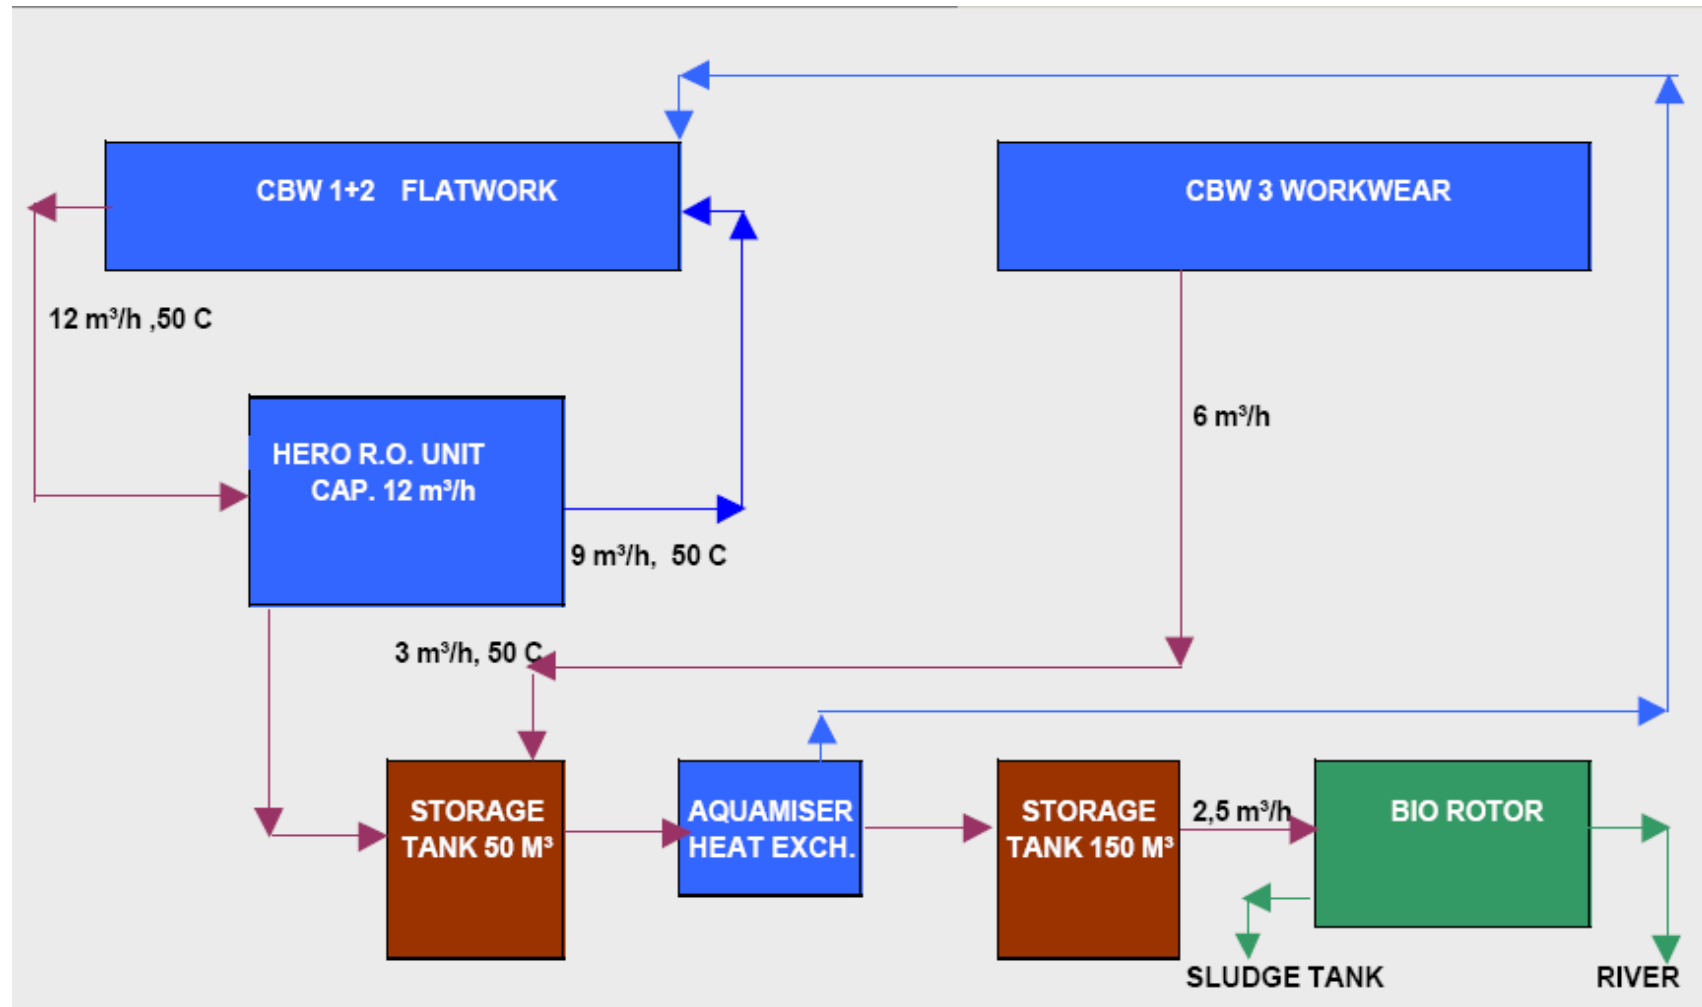 CBW 1+2 FLATWORK
CBW 3 WORKWEAR
12 m³/h ,50 C
HERO R.O. UNIT
CAP. 12 m³/h
6 m³/h
9 m³/h, 50 C
3 m³/h, 50 C
STORAGE
TANK 50 M³
AQUAMISER
HEAT EXCH.
STORAGE
TANK 150 M³
2,5 m³/h
BIO ROTOR
SLUDGE TANK
RIVER